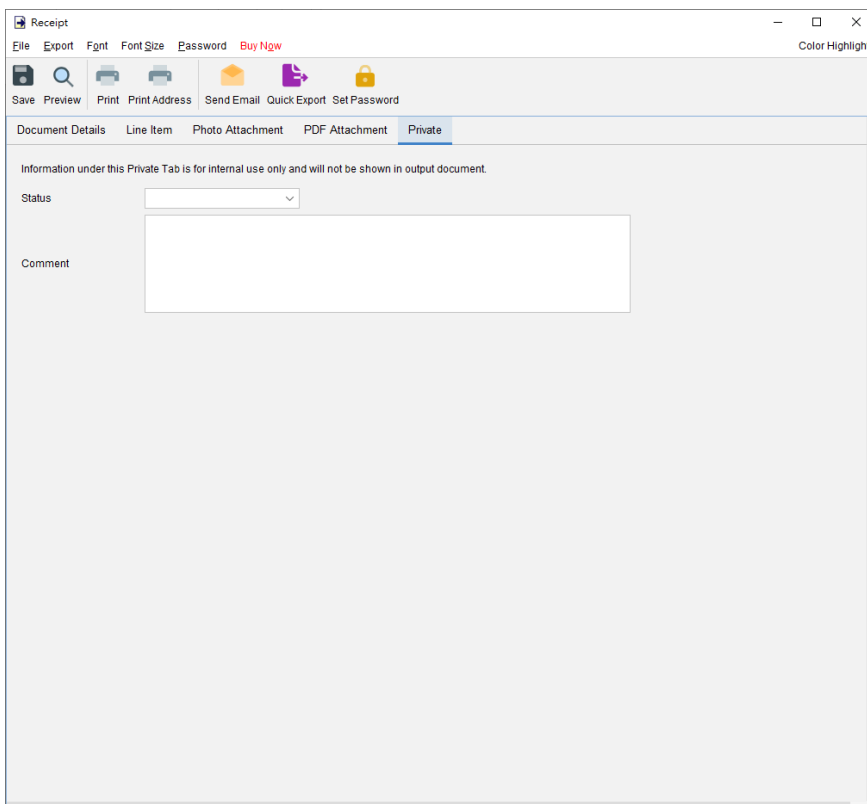 Receipt
File Export Font Font Size Password Buy Now Color Highligh
Save Preview Print Print Address Send Email Quick Export Set Password
Document Details Line Item Photo Attachment PDF Attachment Private
Information under this Private Tab is for internal use only and will not be shown in output document.
Status
Comment